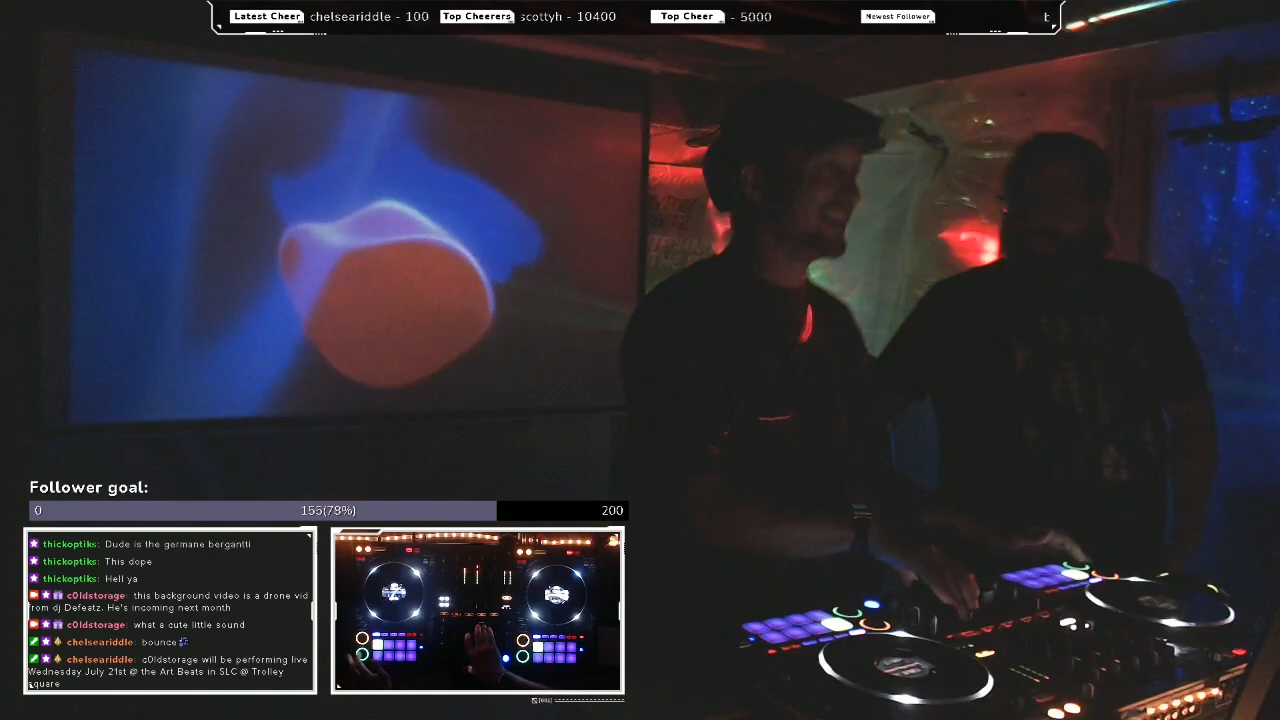 Latest Cheer chelseariddle - 100 Top Cheerers scottyh - 10400 Top Cheer - 5000 Newest Follower
Follower goal:
0 155(78%) 200
thickoptiks: Dude is the germane bergantti
thickoptiks: This dope
thickoptiks: Hell ya
c0ldstorage: this background video is a drone vid
from dj Defeatz. He's incoming next month
c0ldstorage: what a cute little sound
chelseariddle: bounce
chelseariddle: c0ldstorage will be performing live
Wednesday July 21st @ the Art Beats in SLC @ Trolley
square